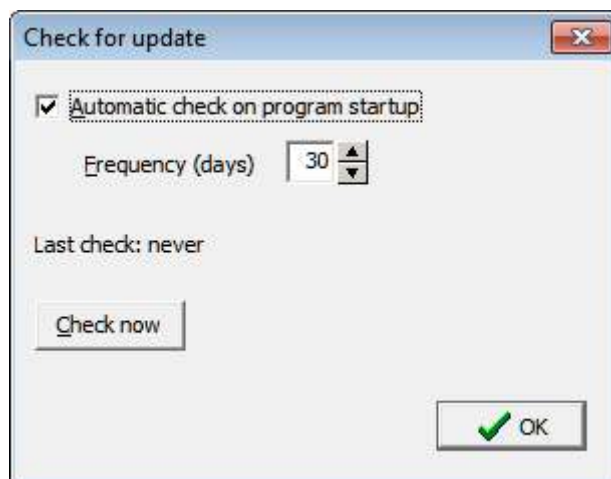 Check for update
Automatic check on program startup
Frequency (days) 30
Last check: never
Check now
OK